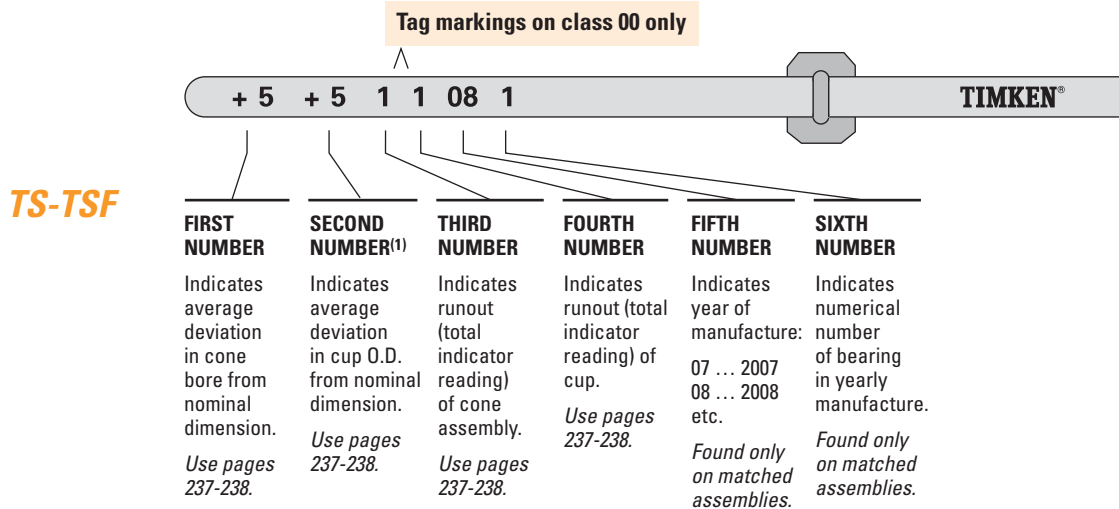 Tag markings on class 00 only
+ 5 + 5 1 1 08 1
TIMKEN®
TS-TSF
FIRST
NUMBER
Indicates
average
deviation
in cone
bore from
nominal
dimension.
Use pages
237-238.
SECOND
NUMBER(1)
Indicates
average
deviation
in cup O.D.
from nominal
dimension.
Use pages
237-238.
THIRD
NUMBER
Indicates
runout
(total
indicator
reading)
of cone
assembly.
Use pages
237-238.
FOURTH
NUMBER
Indicates
runout (total
indicator
reading) of
cup.
Use pages
237-238.
FIFTH
NUMBER
Indicates
year of
manufacture:
07 … 2007
08 … 2008
etc.
Found only
on matched
assemblies.
SIXTH
NUMBER
Indicates
numerical
number
of bearing
in yearly
manufacture.
Found only
on matched
assemblies.